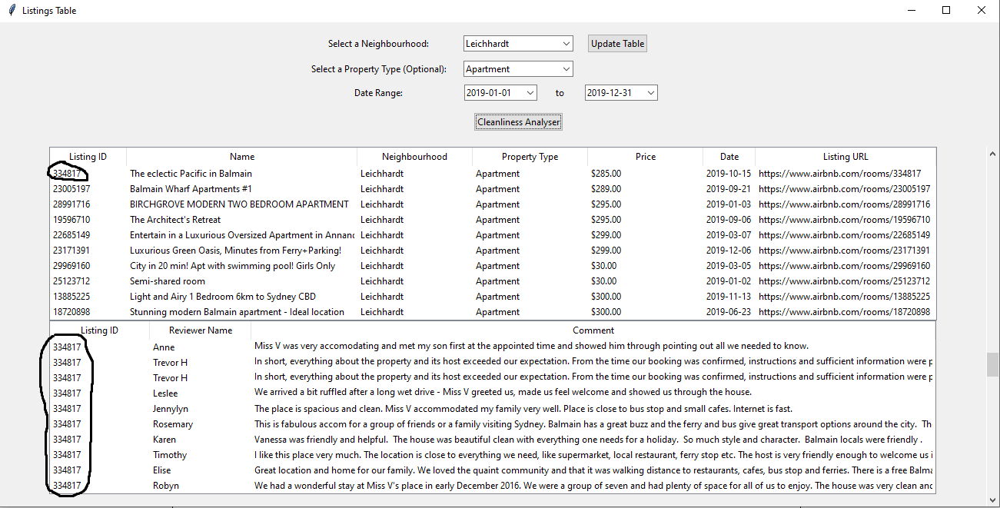 Listings Table
Select a Neighbourhood: Leichhardt Update Table
Select a Property Type (Optional): Apartment
Date Range: 2019-01-01 to 2019-12-31
Cleanliness Analyser
Listing ID Name Neighbourhood Property Type Price Date Listing URL
334817 The eclectic Pacific in Balmain Leichhardt Apartment $285.00 2019-10-15 https://www.airbnb.com/rooms/334817
23005197 Balmain Wharf Apartments #1 Leichhardt Apartment $289.00 2019-09-21 https://www.airbnb.com/rooms/23005197
28991716 BIRCHGROVE MODERN TWO BEDROOM APARTMENT Leichhardt Apartment $295.00 2019-01-03 https://www.airbnb.com/rooms/28991716
19596710 The Architect's Retreat Leichhardt Apartment $295.00 2019-09-06 https://www.airbnb.com/rooms/19596710
22685149 Entertain in a Luxurious Oversized Apartment in Annanc Leichhardt Apartment $299.00 2019-03-07 https://www.airbnb.com/rooms/22685149
23171391 Luxurious Green Oasis, Minutes from Ferry+Parking! Leichhardt Apartment $299.00 2019-12-06 https://www.airbnb.com/rooms/23171391
29969160 City in 20 min! Apt with swimming pool! Girls Only Leichhardt Apartment $30.00 2019-03-05 https://www.airbnb.com/rooms/29969160
25123712 Semi-shared room Leichhardt Apartment $30.00 2019-01-02 https://www.airbnb.com/rooms/25123712
13885225 Light and Airy 1 Bedroom 6km to Sydney CBD Leichhardt Apartment $300.00 2019-11-13 https://www.airbnb.com/rooms/13885225
18720898 Stunning modern Balmain apartment - Ideal location Leichhardt Apartment $300.00 2019-06-23 https://www.airbnb.com/rooms/18720898
Listing ID Reviewer Name Comment
334817 Anne Miss V was very accomodating and met my son first at the appointed time and showed him through pointing out all we needed to know.
334817 Trevor H In short, everything about the property and its host exceeded our expectation. From the time our booking was confirmed, instructions and sufficient information were p
334817 Trevor H In short, everything about the property and its host exceeded our expectation. From the time our booking was confirmed, instructions and sufficient information were p
334817 Leslee We arrived a bit ruffled after a long wet drive - Miss V greeted us, made us feel welcome and showed us through the house.
334817 Jennylyn The place is spacious and clean. Miss V accommodated my family very well. Place is close to bus stop and small cafes. Internet is fast.
334817 Rosemary This is fabulous accom for a group of friends or a family visiting Sydney. Balmain has a great buzz and the ferry and bus give great transport options around the city. Th
334817 Karen Vanessa was friendly and helpful. The house was beautiful clean with everything one needs for a holiday. So much style and character. Balmain locals were friendly .
334817 Timothy I like this place very much. The location is close to everything we need, like supermarket, local restaurant, ferry stop etc. The host is very friendly enough to welcome us i
334817 Elise Great location and home for our family. We loved the quaint community and that it was walking distance to restaurants, cafes, bus stop and ferries. There is a free Balma
334817 Robyn We had a wonderful stay at Miss V's place in early December 2016. We were a group of seven and had plenty of space for all of us to enjoy. The house was very clean and